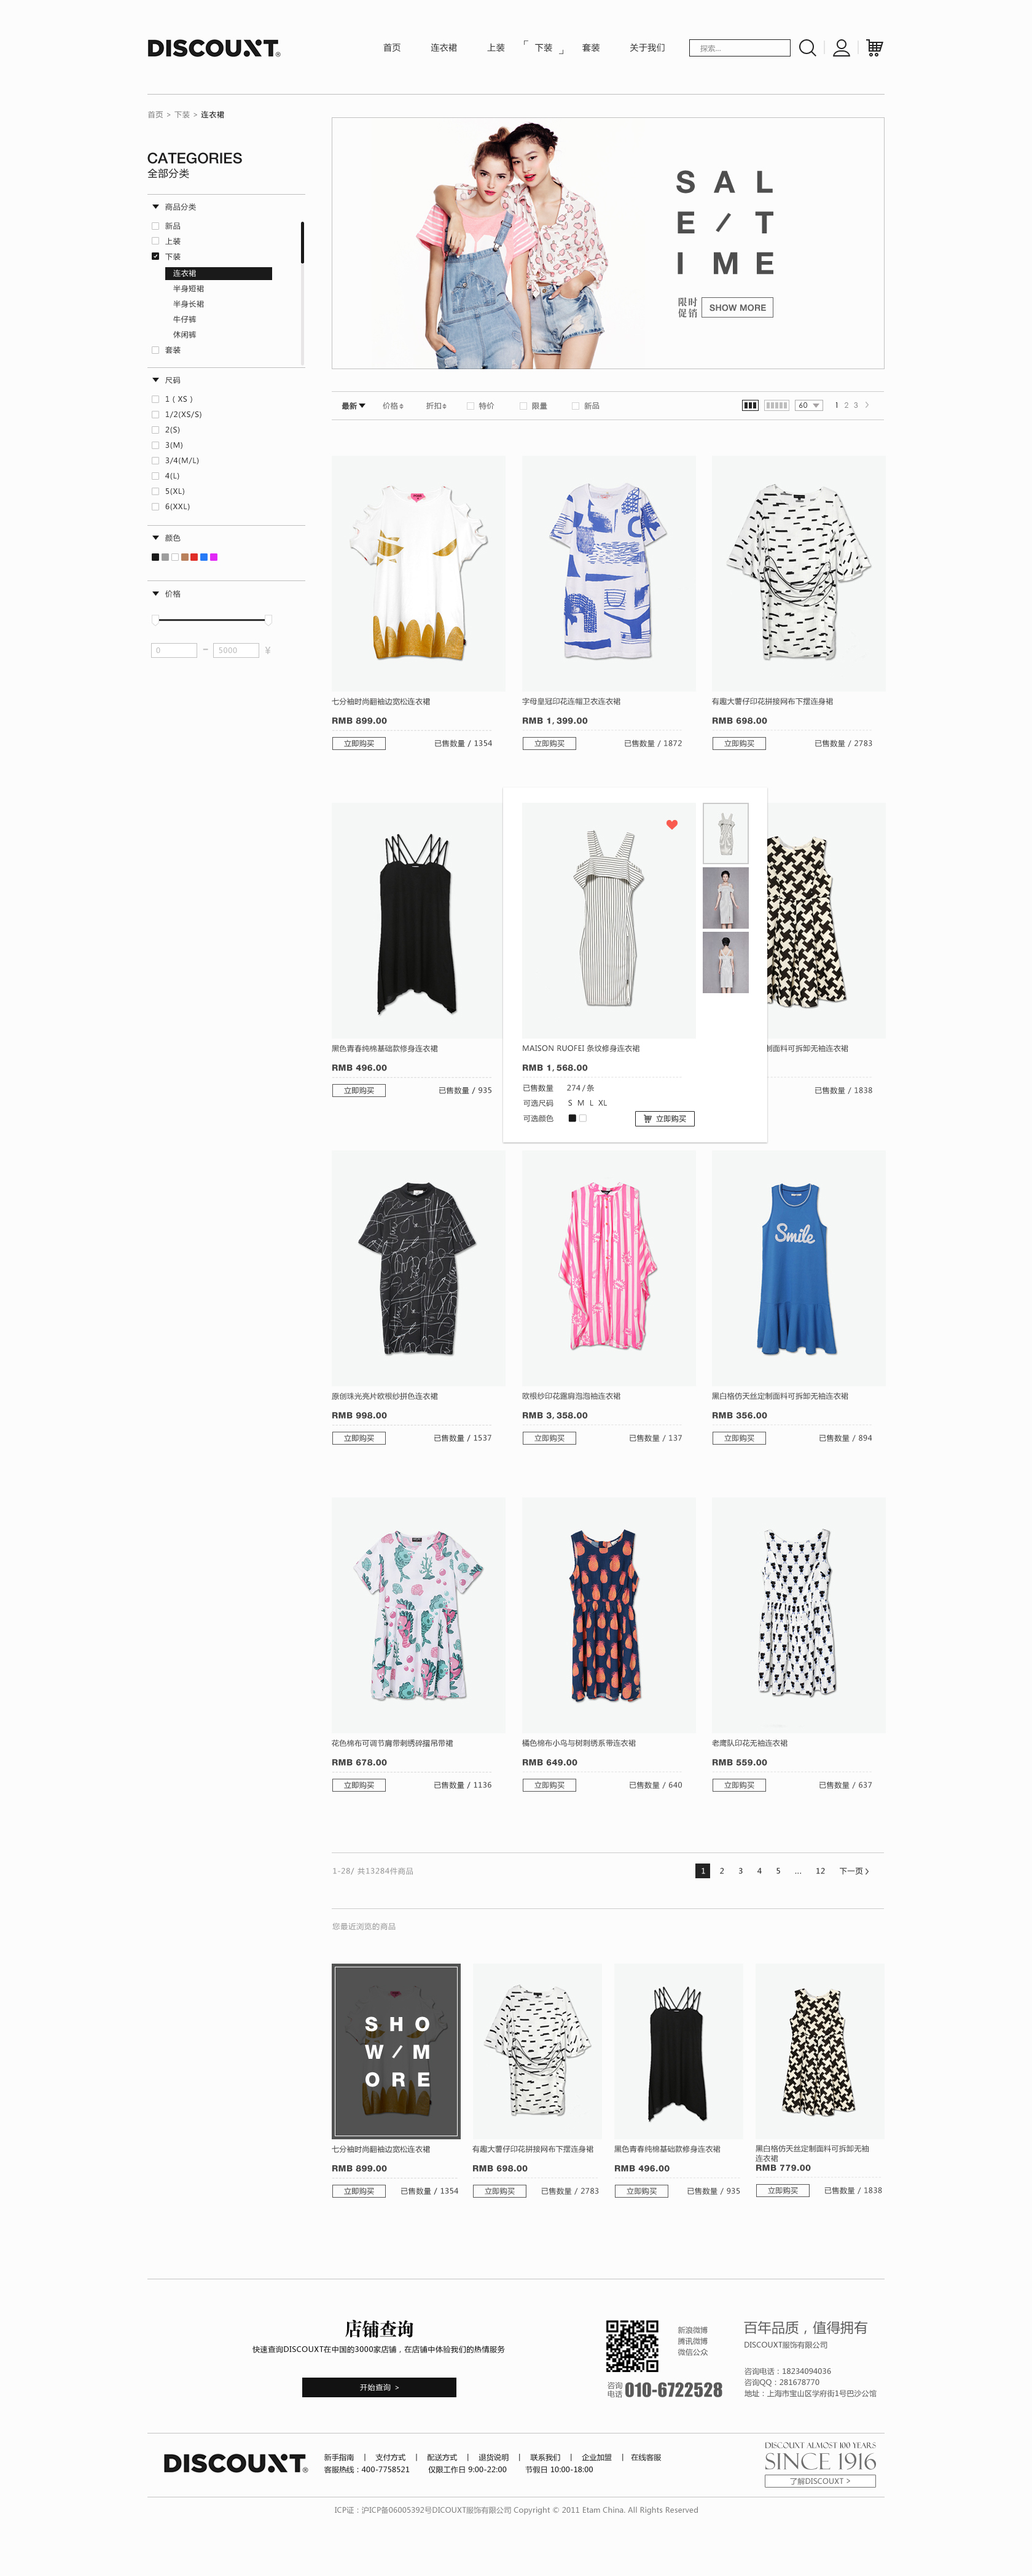 DISCOUXT®
首页 连衣裙 上装 下装 套装 关于我们
探索...
首页 > 下装 > 连衣裙
CATEGORIES
全部分类
商品分类
新品
上装
下装
连衣裙
半身短裙
半身长裙
牛仔裤
休闲裤
套装
尺码
1 ( XS )
1/2(XS/S)
2(S)
3(M)
3/4(M/L)
4(L)
5(XL)
6(XXL)
颜色
价格
0 ~ 5000 ¥
S A L
E / T
I M E
限时
促销
SHOW MORE
最新 价格 折扣 特价 限量 新品
60 1 2 3 >
七分袖时尚翻袖边宽松连衣裙
RMB 899.00
立即购买 已售数量 / 1354
字母皇冠印花连帽卫衣连衣裙
RMB 1,399.00
立即购买 已售数量 / 1872
有趣大薯仔印花拼接网布下摆连身裙
RMB 698.00
立即购买 已售数量 / 2783
黑色青春纯棉基础款修身连衣裙
RMB 496.00
立即购买 已售数量 / 935
MAISON RUOFEI 条纹修身连衣裙
RMB 1,568.00
已售数量 274 / 条
可选尺码 S M L XL
可选颜色
立即购买
制面料可拆卸无袖连衣裙
已售数量 / 1838
Smile
原创珠光亮片欧根纱拼色连衣裙
RMB 998.00
立即购买 已售数量 / 1537
欧根纱印花露肩泡泡袖连衣裙
RMB 3,358.00
立即购买 已售数量 / 137
黑白格仿天丝定制面料可拆卸无袖连衣裙
RMB 356.00
立即购买 已售数量 / 894
花色棉布可调节肩带刺绣碎摆吊带裙
RMB 678.00
立即购买 已售数量 / 1136
橘色棉布小鸟与树刺绣系带连衣裙
RMB 649.00
立即购买 已售数量 / 640
老鹰队印花无袖连衣裙
RMB 559.00
立即购买 已售数量 / 637
1-28/ 共13284件商品
1 2 3 4 5 ... 12 下一页 >
您最近浏览的商品
S H O
W / M
O R E
七分袖时尚翻袖边宽松连衣裙
RMB 899.00
立即购买 已售数量 / 1354
有趣大薯仔印花拼接网布下摆连身裙
RMB 698.00
立即购买 已售数量 / 2783
黑色青春纯棉基础款修身连衣裙
RMB 496.00
立即购买 已售数量 / 935
黑白格仿天丝定制面料可拆卸无袖
连衣裙
RMB 779.00
立即购买 已售数量 / 1838
店铺查询
快速查询DISCOUXT在中国的3000家店铺，在店铺中体验我们的热情服务
开始查询 >
新浪微博
腾讯微博
微信公众
咨询
电话
010-6722528
百年品质，值得拥有
DISCOUXT服饰有限公司
咨询电话：18234094036
咨询QQ：281678770
地址：上海市宝山区学府街1号巴沙公馆
DISCOUXT®
新手指南 | 支付方式 | 配送方式 | 退货说明 | 联系我们 | 企业加盟 | 在线客服
客服热线：400-7758521 仅限工作日 9:00-22:00 节假日 10:00-18:00
DISCOUXT ALMOST 100 YEARS
SINCE 1916
了解DISCOUXT >
ICP证：沪ICP备06005392号DICOUXT服饰有限公司 Copyright © 2011 Etam China. All Rights Reserved